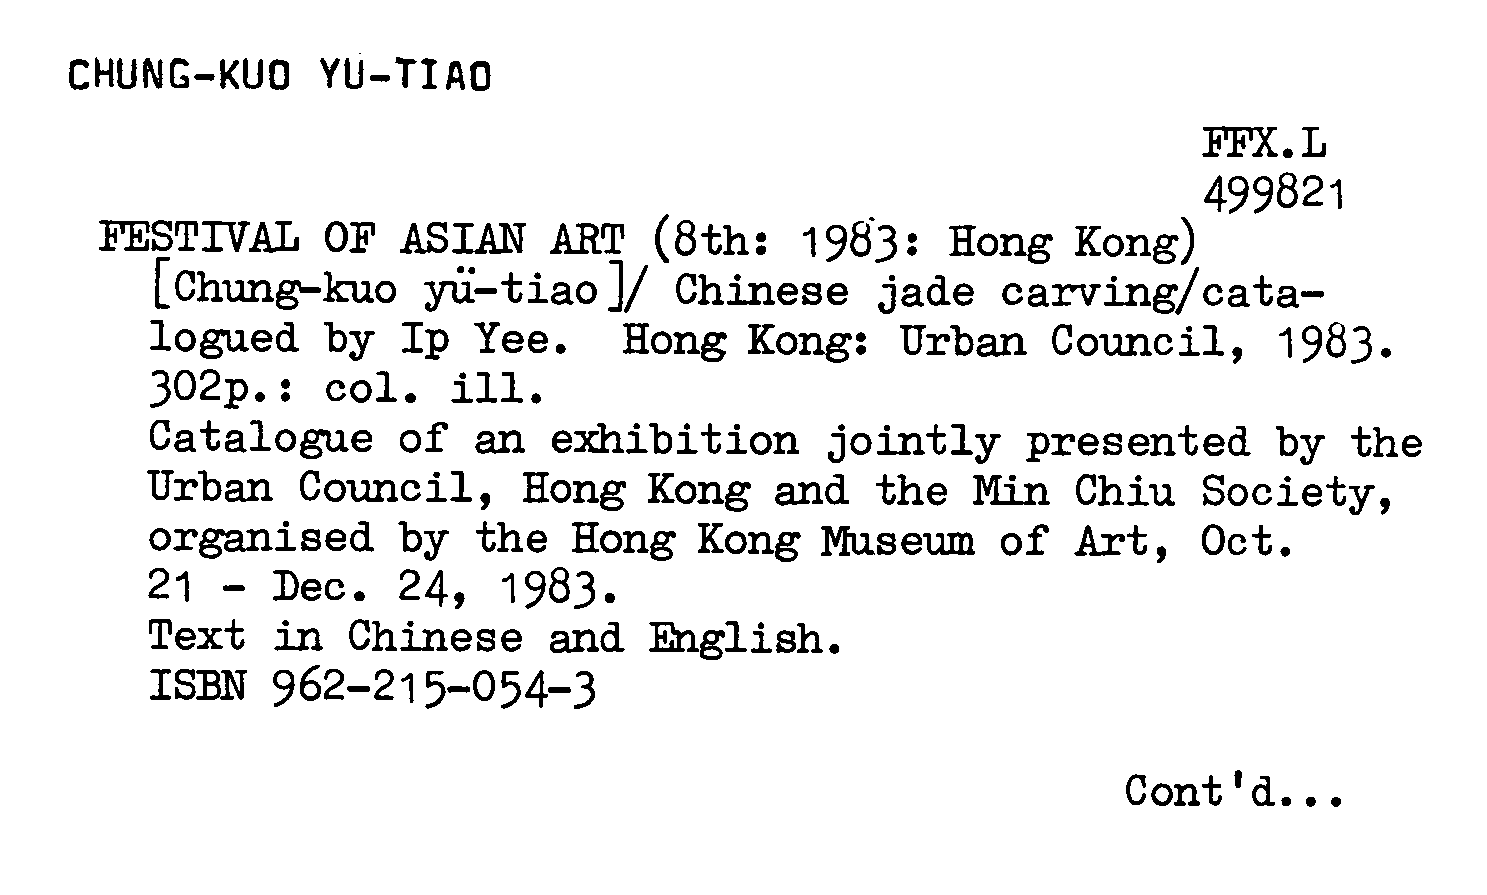 CHUNG-KUO YU-TIAO
FFX.L
499821
FESTIVAL OF ASIAN ART (8th: 1983: Hong Kong)
[Chung-kuo yü-tiao]/ Chinese jade carving/cata-
logued by Ip Yee. Hong Kong: Urban Council, 1983.
302p.: col. ill.
Catalogue of an exhibition jointly presented by the
Urban Council, Hong Kong and the Min Chiu Society,
organised by the Hong Kong Museum of Art, Oct.
21 - Dec. 24, 1983.
Text in Chinese and English.
ISBN 962-215-054-3
Cont'd...